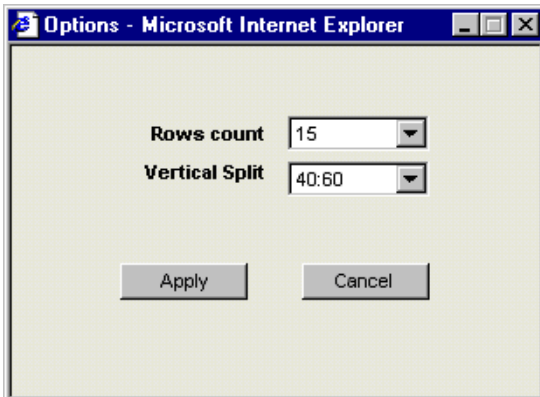 Options - Microsoft Internet Explorer
Rows count 15
Vertical Split 40:60
Apply Cancel